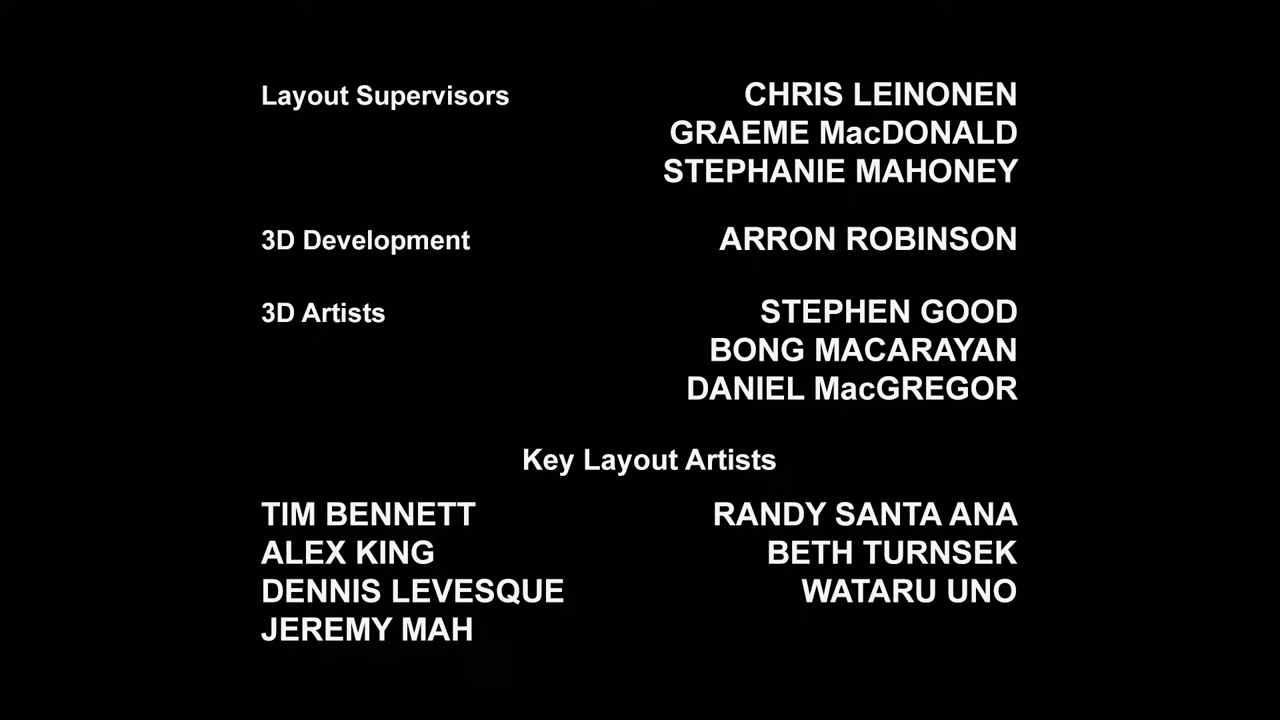 Layout Supervisors CHRIS LEINONEN
GRAEME MacDONALD
STEPHANIE MAHONEY
3D Development ARRON ROBINSON
3D Artists STEPHEN GOOD
BONG MACARAYAN
DANIEL MacGREGOR
Key Layout Artists
TIM BENNETT RANDY SANTA ANA
ALEX KING BETH TURNSEK
DENNIS LEVESQUE WATARU UNO
JEREMY MAH